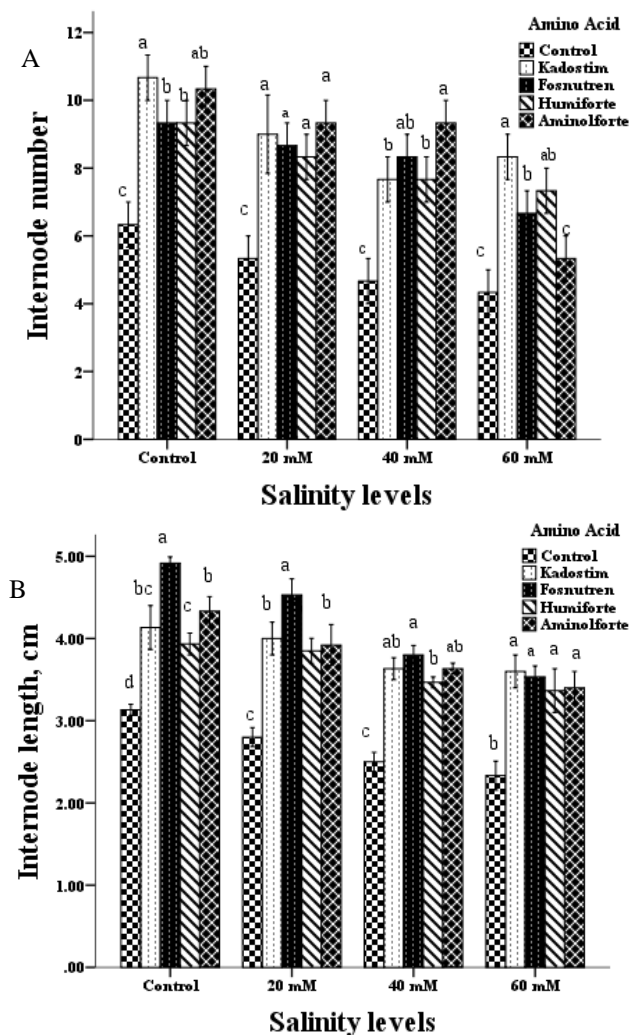 A
Internode number
12
10
8
6
4
2
0
Amino Acid
Control
Kadostim
Fosnutren
Humiforte
Aminolforte
c a b b ab
c a a a a
c b ab b a
c a b ab c
Control 20 mM 40 mM 60 mM
Salinity levels
B
Internode length, cm
5.00
4.00
3.00
2.00
1.00
.00
Amino Acid
Control
Kadostim
Fosnutren
Humiforte
Aminolforte
d bc a c b
c b a b
c ab a b ab
b a a a a
Control 20 mM 40 mM 60 mM
Salinity levels